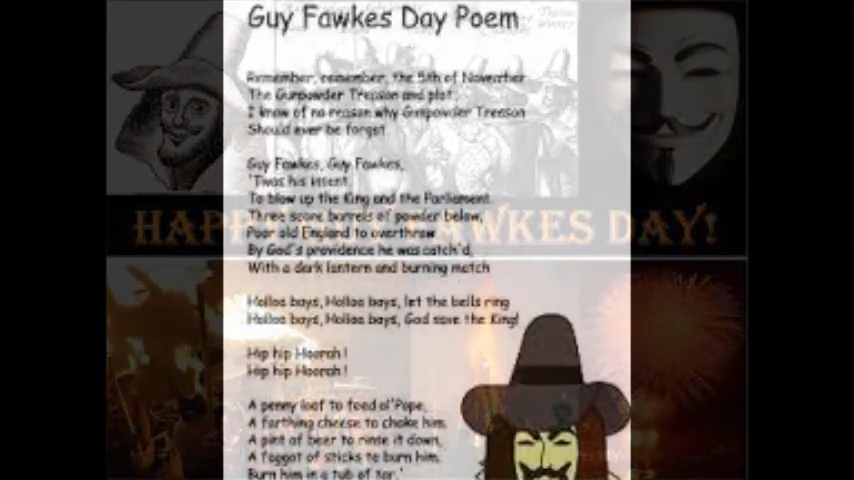 Guy Fawkes Day Poem
Remember, remember, the 5th of November
The Gunpowder Treason and plot
I know of no reason why Gunpowder Treason
Should ever be forgot.
Guy Fawkes, Guy Fawkes,
'Twas his intent.
To blow up the King and the Parliament.
Three score barrels of powder below,
Poor old England to overthrow.
By God's providence he was catch'd,
With a dark lantern and burning match
HAP FAWKES DAY!
Holloa boys, Holloa boys, let the bells ring
Holloa boys, Holloa boys, God save the King!
Hip hip Hoorah !
Hip hip Hoorah !
A penny loaf to feed ol'Pope,
A farthing cheese to choke him.
A pint of beer to rinse it down,
A faggot of sticks to burn him.
Burn him in a tub of tar,'